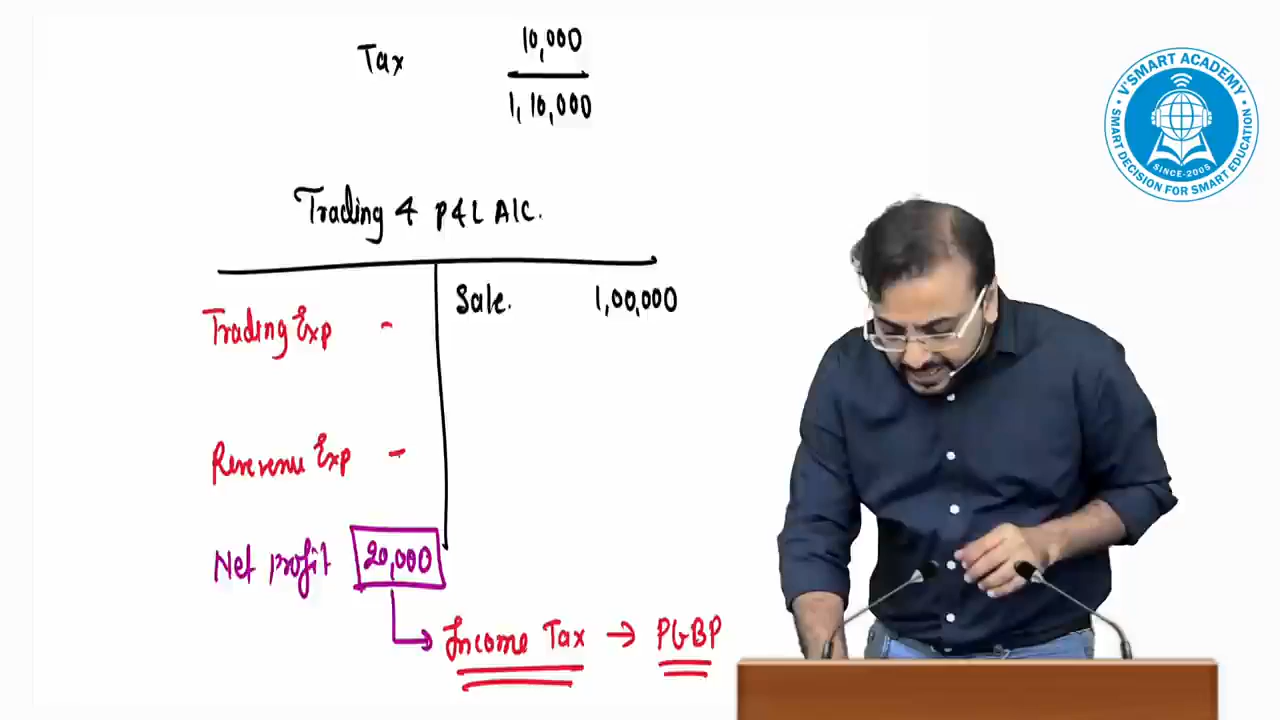 Tax 10,000
1,10,000
Trading & P&L A/C.
Sale. 1,00,000
Trading Exp -
Revenue Exp -
Net profit 20,000
Income Tax → PGBP
V'SMART ACADEMY
SINCE-2005
SMART DECISION FOR SMART EDUCATION